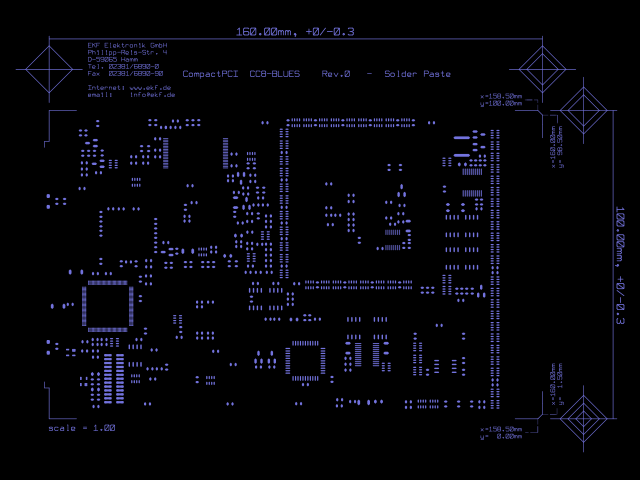 160.00mm, +0/-0.3
EKF Elektronik GmbH
Philipp-Reis-Str. 4
D-59065 Hamm
Tel. 02381/6890-0
Fax 02381/6890-90
Internet: www.ekf.de
email: info@ekf.de
CompactPCI CC8-BLUES Rev.0 - Solder Paste
x=158.50mm
y=100.00mm
x=160.00mm
y= 98.50mm
100.00mm, +0/-0.3
x=160.00mm
y= 1.50mm
x=158.50mm
y= 0.00mm
scale = 1.00